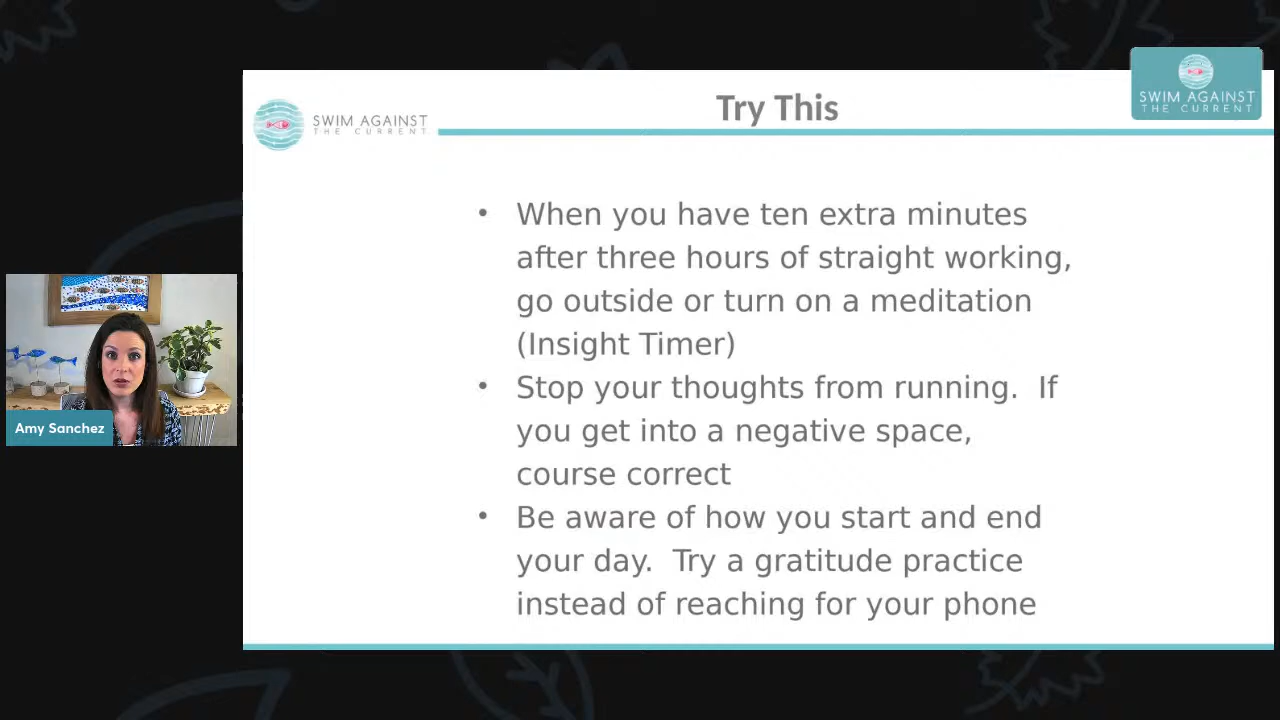 Try This
SWIM AGAINST
THE CURRENT
SWIM AGAINST
THE CURRENT
• When you have ten extra minutes
after three hours of straight working,
go outside or turn on a meditation
(Insight Timer)
• Stop your thoughts from running.  If
you get into a negative space,
course correct
• Be aware of how you start and end
your day.  Try a gratitude practice
instead of reaching for your phone
Amy Sanchez